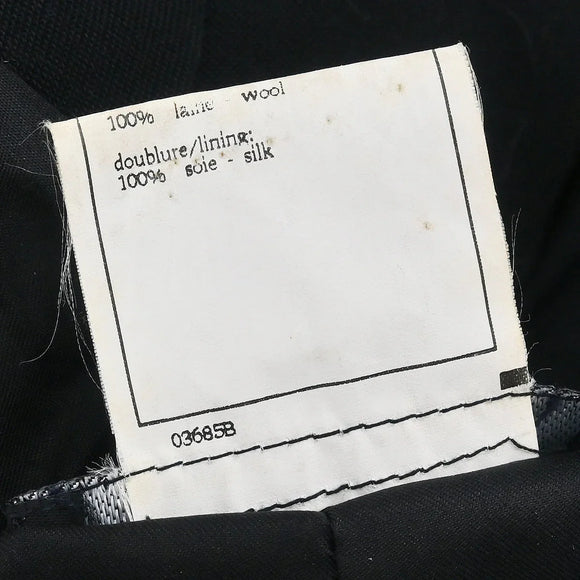 100% laine - wool
doublure/lining:
100% soie - silk
03685B